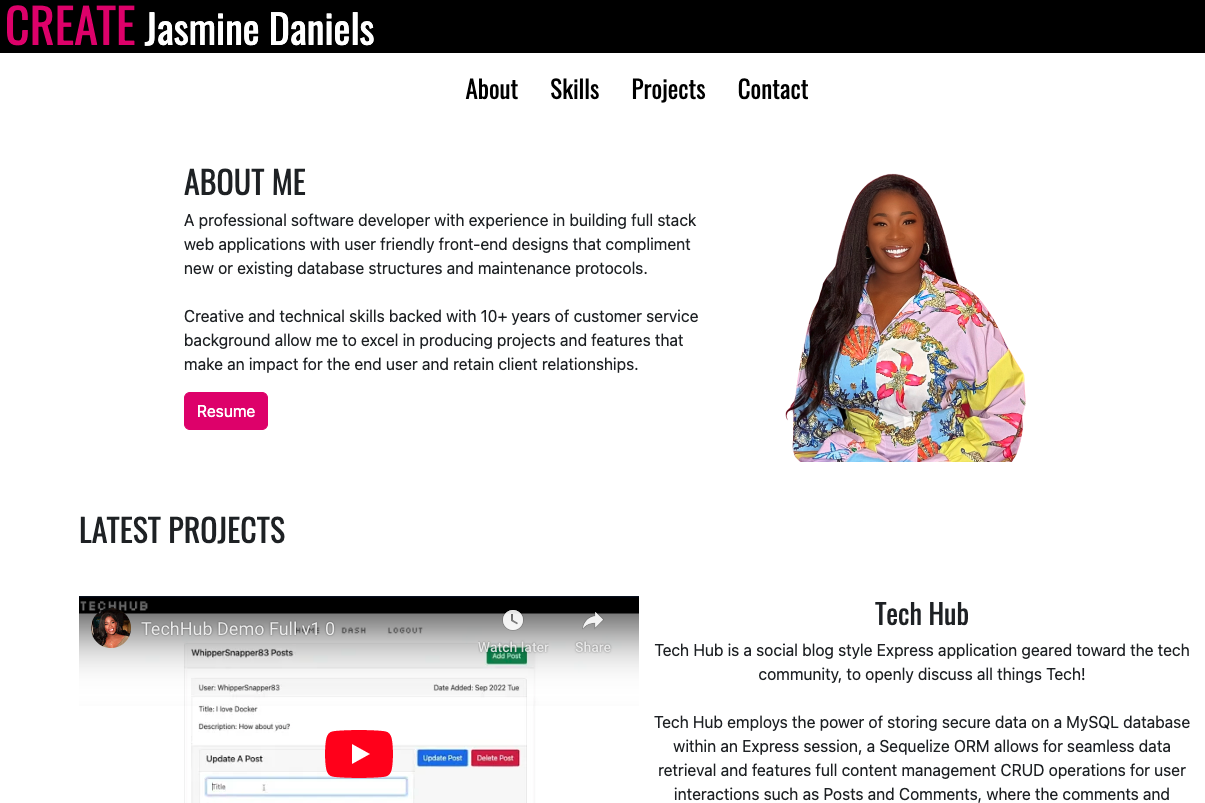 CREATE Jasmine Daniels
About Skills Projects Contact
ABOUT ME
A professional software developer with experience in building full stack
web applications with user friendly front-end designs that compliment
new or existing database structures and maintenance protocols.
Creative and technical skills backed with 10+ years of customer service
background allow me to excel in producing projects and features that
make an impact for the end user and retain client relationships.
Resume
LATEST PROJECTS
TECHHUB
TechHub Demo Full v1 0
DASH LOGOUT
Watch later Share
WhipperSnapper83 Posts
Add Post
User: WhipperSnapper83 Date Added: Sep 2022 Tue
Title: I love Docker
Description: How about you?
Update A Post Update Post Delete Post
Title
Tech Hub
Tech Hub is a social blog style Express application geared toward the tech
community, to openly discuss all things Tech!
Tech Hub employs the power of storing secure data on a MySQL database
within an Express session, a Sequelize ORM allows for seamless data
retrieval and features full content management CRUD operations for user
interactions such as Posts and Comments, where the comments and